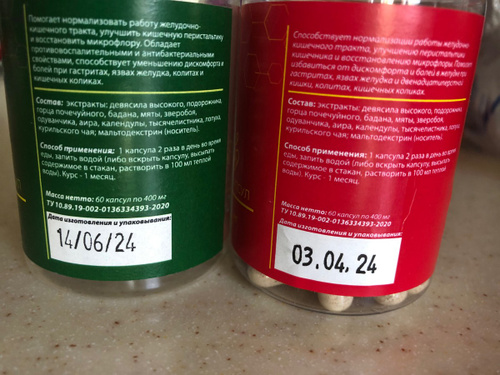 Помогает нормализовать работу желудочно-
кишечного тракта, улучшить кишечную перистальтику
и восстановить микрофлору. Обладает
противовоспалительными и антибактериальными
свойствами, способствует уменьшению дискомфорта и
болей при гастритах, язвах желудка, колитах и
кишечных коликах.
Состав: экстракты: девясила высокого, подорожника,
горца почечуйного, бадана, мяты, зверобоя,
одуванчика, аира, календулы, тысячелистника, лопуха,
курильского чая; мальтодекстрин (носитель).
Способ применения: 1 капсула 2 раза в день во время
еды, запить водой (либо вскрыть капсулу, высыпать
содержимое в стакан, растворить в 100 мл теплой
воды). Курс - 1 месяц.
Масса нетто: 60 капсул по 400 мг
ТУ 10.89.19-002-0136334393-2020
Дата изготовления и упаковывания:
14/06/24
Способствует нормализации работы желудочно
кишечного тракта, улучшению перистальтики
кишечника и восстановлению микрофлоры. Помогает
избавиться от дискомфорта и болей в желудке при
гастритах, язвах желудка и двенадцатиперстной
кишки, колитах, кишечных коликах.
Состав: экстракты: девясила высокого, подорожника,
горца почечуйного, бадана, мяты, зверобоя,
одуванчика, аира, календулы, тысячелистника, лопуха,
курильского чая; мальтодекстрин (носитель).
Способ применения: 1 капсула 2 раза в день во время
еды, запить водой (либо вскрыть капсулу, высыпать
содержимое в стакан, растворить в 100 мл теплой
воды). Курс - 1 месяц.
Масса нетто: 60 капсул по 400 мг
ТУ 10.89.19-002-0136334393-2020
Дата изготовления и упаковывания:
03.04.24